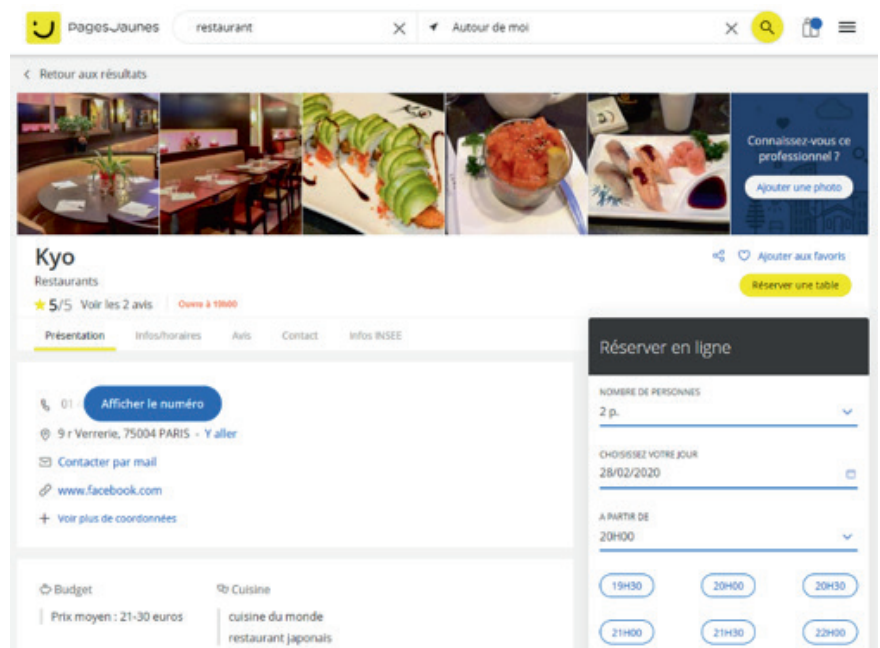 PagesJaunes
restaurant
Autour de moi
Retour aux résultats
Connaissez-vous ce
professionnel ?
Ajouter une photo
Kyo
Restaurants
5/5 Voir les 2 avis Ouvre à 19h00
Ajouter aux favoris
Réserver une table
Présentation Infos/horaires Avis Contact Infos INSEE
01 Afficher le numéro
9 r Verrerie, 75004 PARIS - Y aller
Contacter par mail
www.facebook.com
Voir plus de coordonnées
Budget
Prix moyen : 21-30 euros
Cuisine
cuisine du monde
restaurant japonais
Réserver en ligne
NOMBRE DE PERSONNES
2 p.
CHOISISSEZ VOTRE JOUR
28/02/2020
A PARTIR DE
20H00
19H30 20H00 20H30
21H00 21H30 22H00